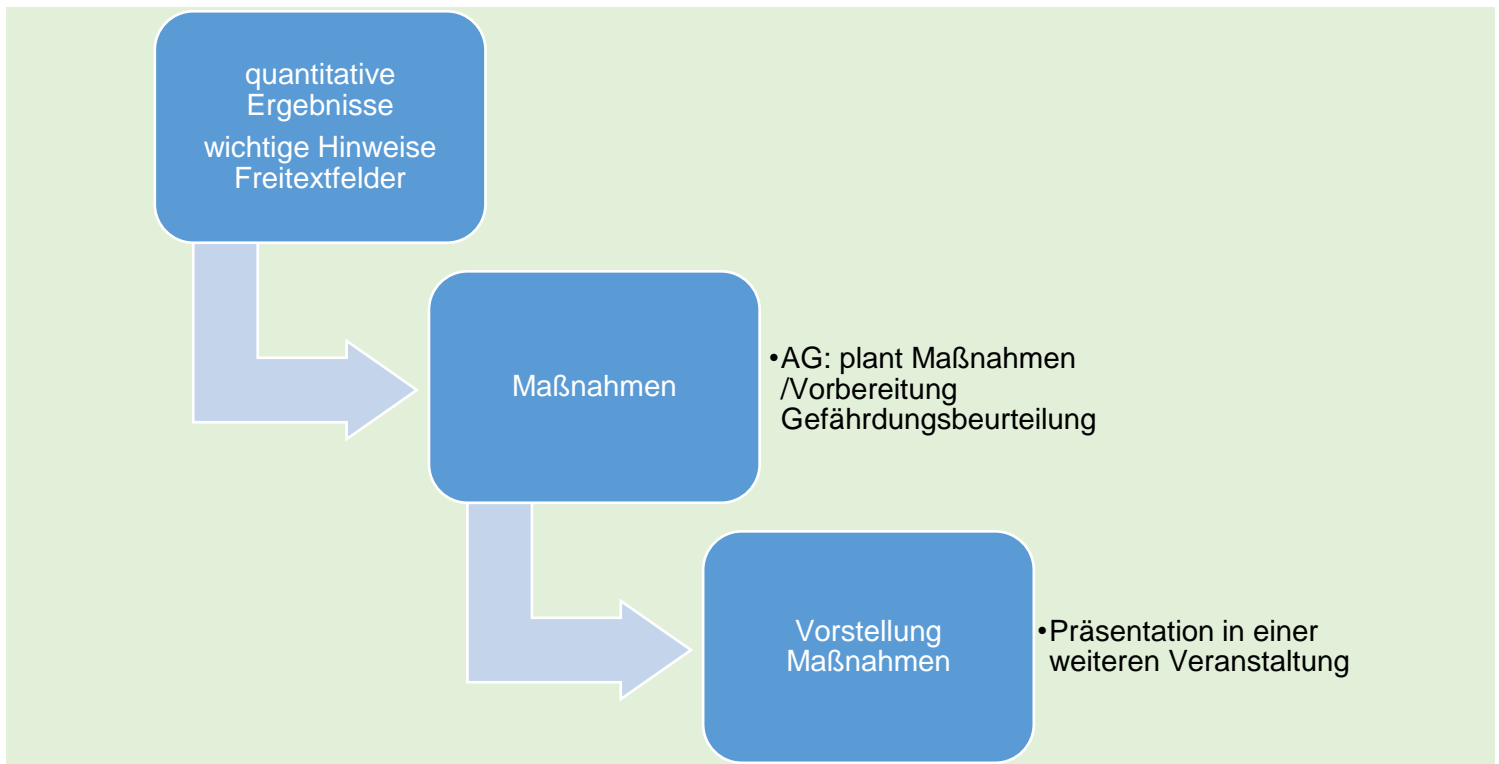 quantitative
Ergebnisse
wichtige Hinweise
Freitextfelder
Maßnahmen
•AG: plant Maßnahmen
/Vorbereitung
Gefährdungsbeurteilung
Vorstellung
Maßnahmen
•Präsentation in einer
weiteren Veranstaltung